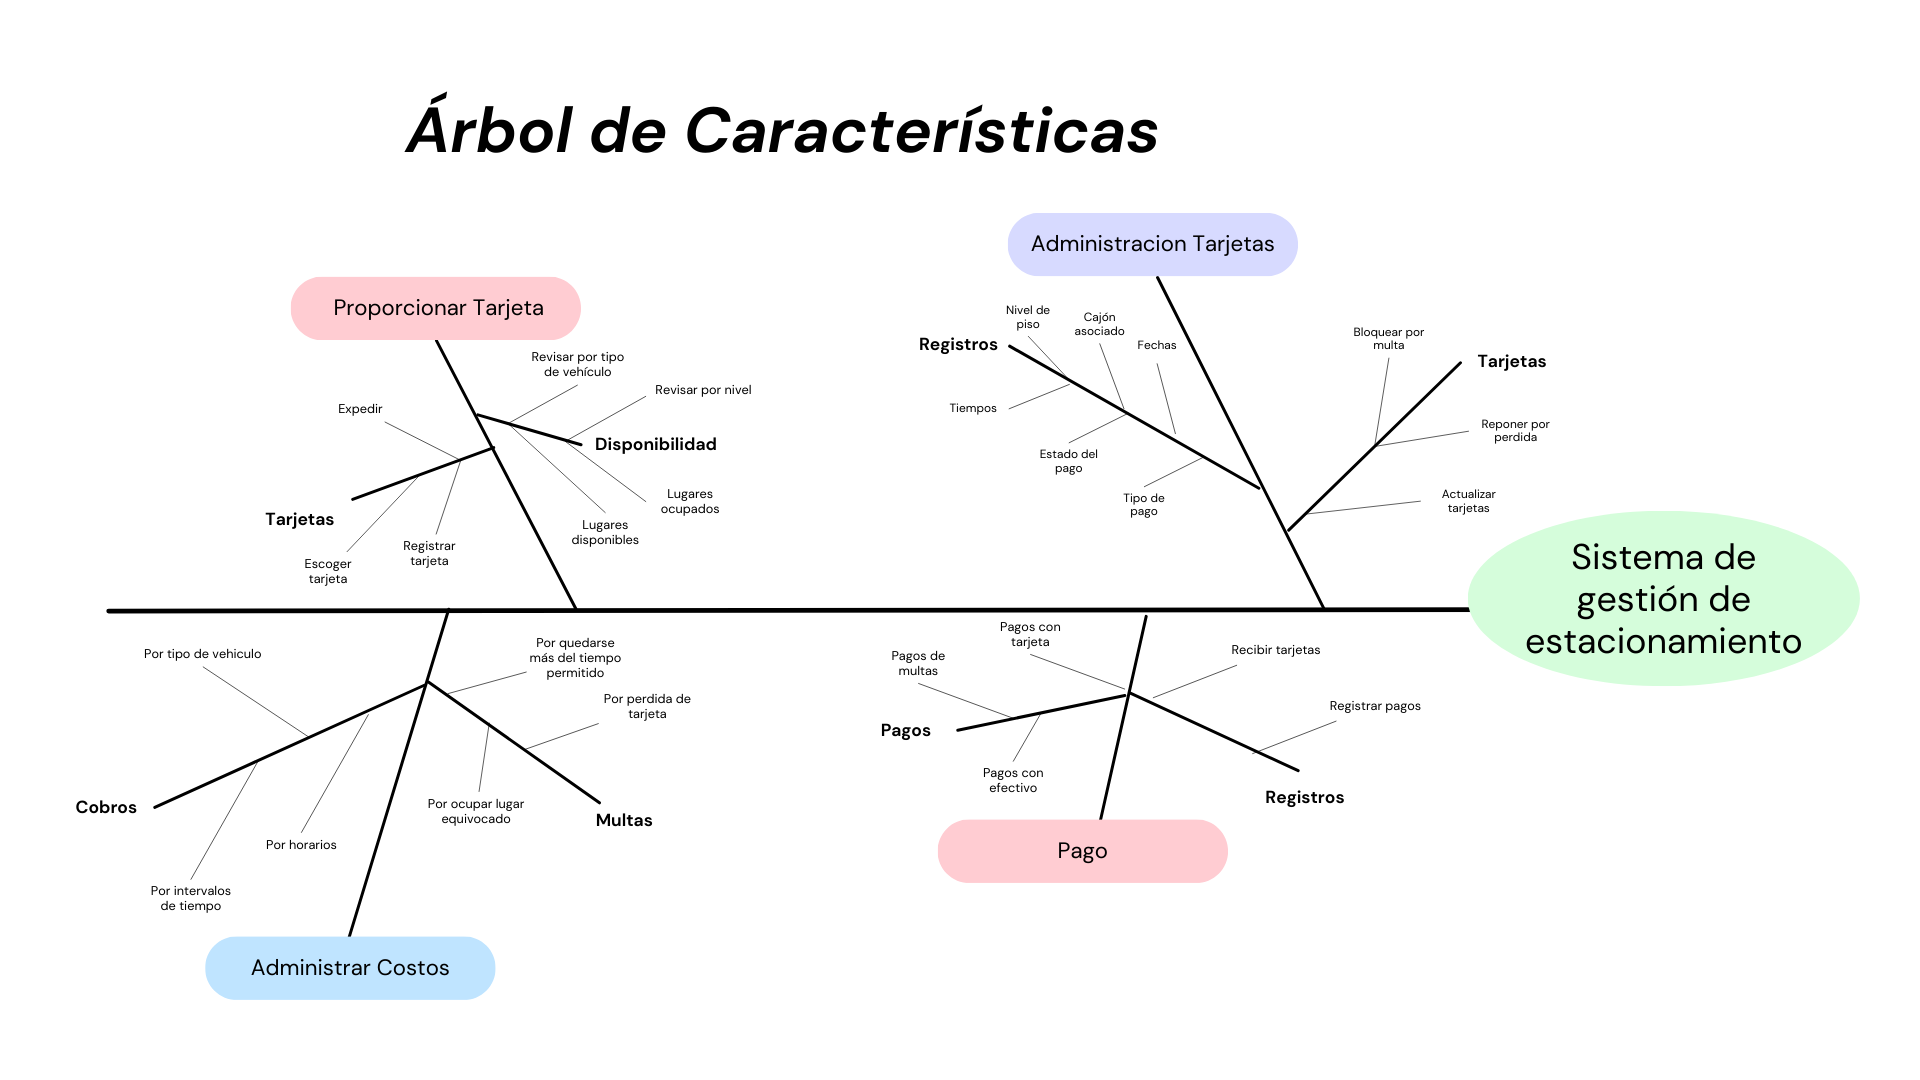 Árbol de Características
Proporcionar Tarjeta
Revisar por tipo
de vehículo
Revisar por nivel
Expedir
Disponibilidad
Tarjetas
Lugares
ocupados
Lugares
disponibles
Registrar
tarjeta
Escoger
tarjeta
Administracion Tarjetas
Nivel de
piso
Cajón
asociado
Fechas
Registros
Tiempos
Estado del
pago
Tipo de
pago
Bloquear por
multa
Tarjetas
Reponer por
perdida
Actualizar
tarjetas
Sistema de
gestión de
estacionamiento
Por tipo de vehiculo
Por quedarse
más del tiempo
permitido
Por perdida de
tarjeta
Cobros
Por ocupar lugar
equivocado
Multas
Por horarios
Por intervalos
de tiempo
Administrar Costos
Pagos con
tarjeta
Pagos de
multas
Recibir tarjetas
Registrar pagos
Pagos
Pagos con
efectivo
Registros
Pago